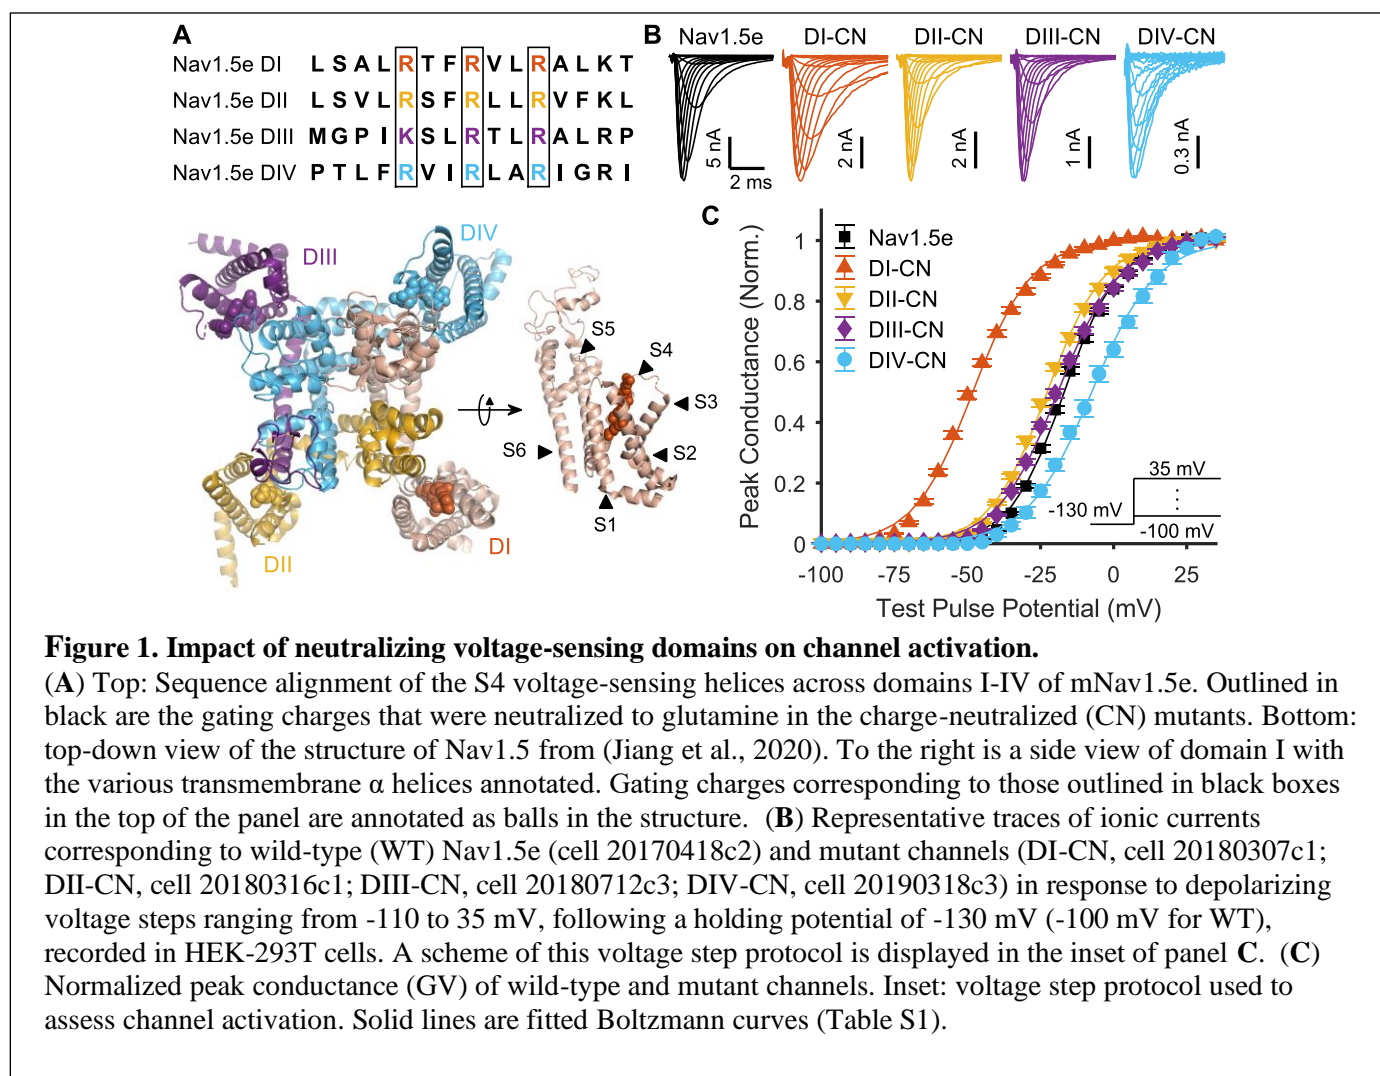 A
Nav1.5e DI L S A L R T F R V L R A L K T
Nav1.5e DII L S V L R S F R L L R V F K L
Nav1.5e DIII M G P I K S L R T L R A L R P
Nav1.5e DIV P T L F R V I R L A R I G R I
DIII
DIV
DII
DI
S5
S4
S3
S6
S2
S1
B
Nav1.5e DI-CN DII-CN DIII-CN DIV-CN
5 nA
2 ms
2 nA
2 nA
1 nA
0.3 nA
C
Peak Conductance (Norm.)
1
0.8
0.6
0.4
0.2
0
Nav1.5e
DI-CN
DII-CN
DIII-CN
DIV-CN
35 mV
-130 mV
-100 mV
-100 -75 -50 -25 0 25
Test Pulse Potential (mV)
Figure 1. Impact of neutralizing voltage-sensing domains on channel activation.
(A) Top: Sequence alignment of the S4 voltage-sensing helices across domains I-IV of mNav1.5e. Outlined in
black are the gating charges that were neutralized to glutamine in the charge-neutralized (CN) mutants. Bottom:
top-down view of the structure of Nav1.5 from (Jiang et al., 2020). To the right is a side view of domain I with
the various transmembrane α helices annotated. Gating charges corresponding to those outlined in black boxes
in the top of the panel are annotated as balls in the structure. (B) Representative traces of ionic currents
corresponding to wild-type (WT) Nav1.5e (cell 20170418c2) and mutant channels (DI-CN, cell 20180307c1;
DII-CN, cell 20180316c1; DIII-CN, cell 20180712c3; DIV-CN, cell 20190318c3) in response to depolarizing
voltage steps ranging from -110 to 35 mV, following a holding potential of -130 mV (-100 mV for WT),
recorded in HEK-293T cells. A scheme of this voltage step protocol is displayed in the inset of panel C. (C)
Normalized peak conductance (GV) of wild-type and mutant channels. Inset: voltage step protocol used to
assess channel activation. Solid lines are fitted Boltzmann curves (Table S1).